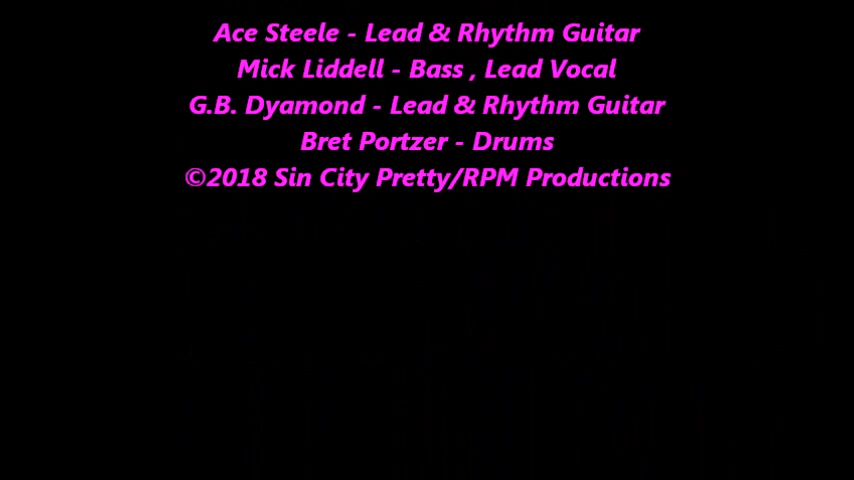 Ace Steele - Lead & Rhythm Guitar
Mick Liddell - Bass , Lead Vocal
G.B. Dyamond - Lead & Rhythm Guitar
Bret Portzer - Drums
©2018 Sin City Pretty/RPM Productions